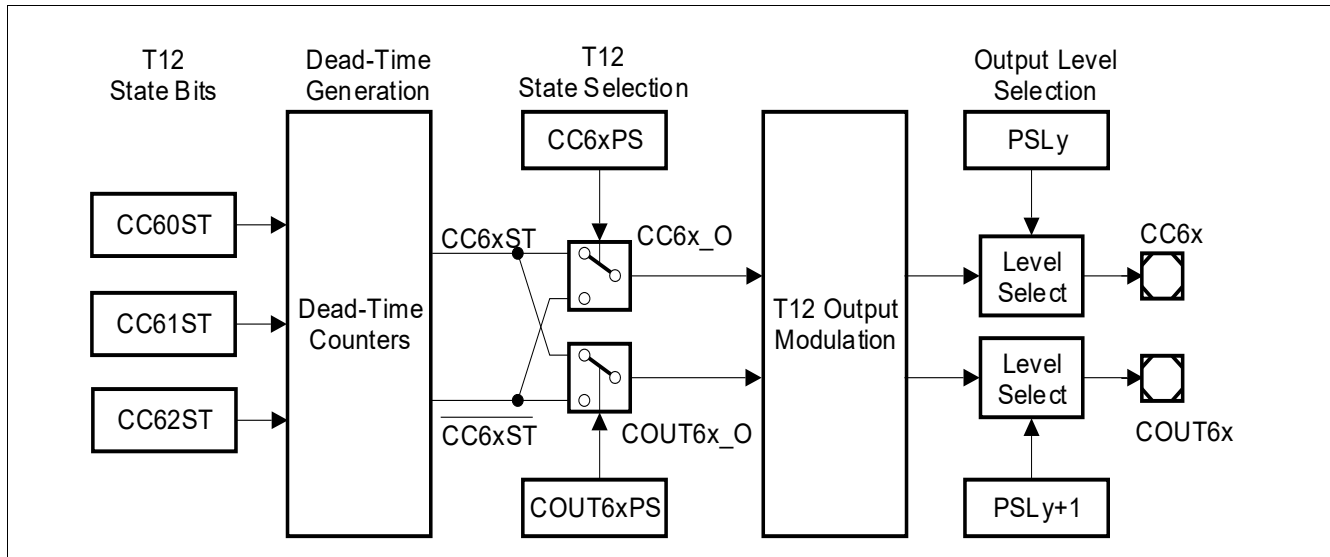 T12
State Bits
Dead-Time
Generation
T12
State Selection
Output Level
Selection
CC6xPS
PSLy
CC60ST
CC61ST
CC62ST
Dead-Time
Counters
CC6xST
CC6xST
CC6x_O
COUT6x_O
T12 Output
Modulation
Level
Select
Level
Select
CC6x
COUT6x
COUT6xPS
PSLy+1